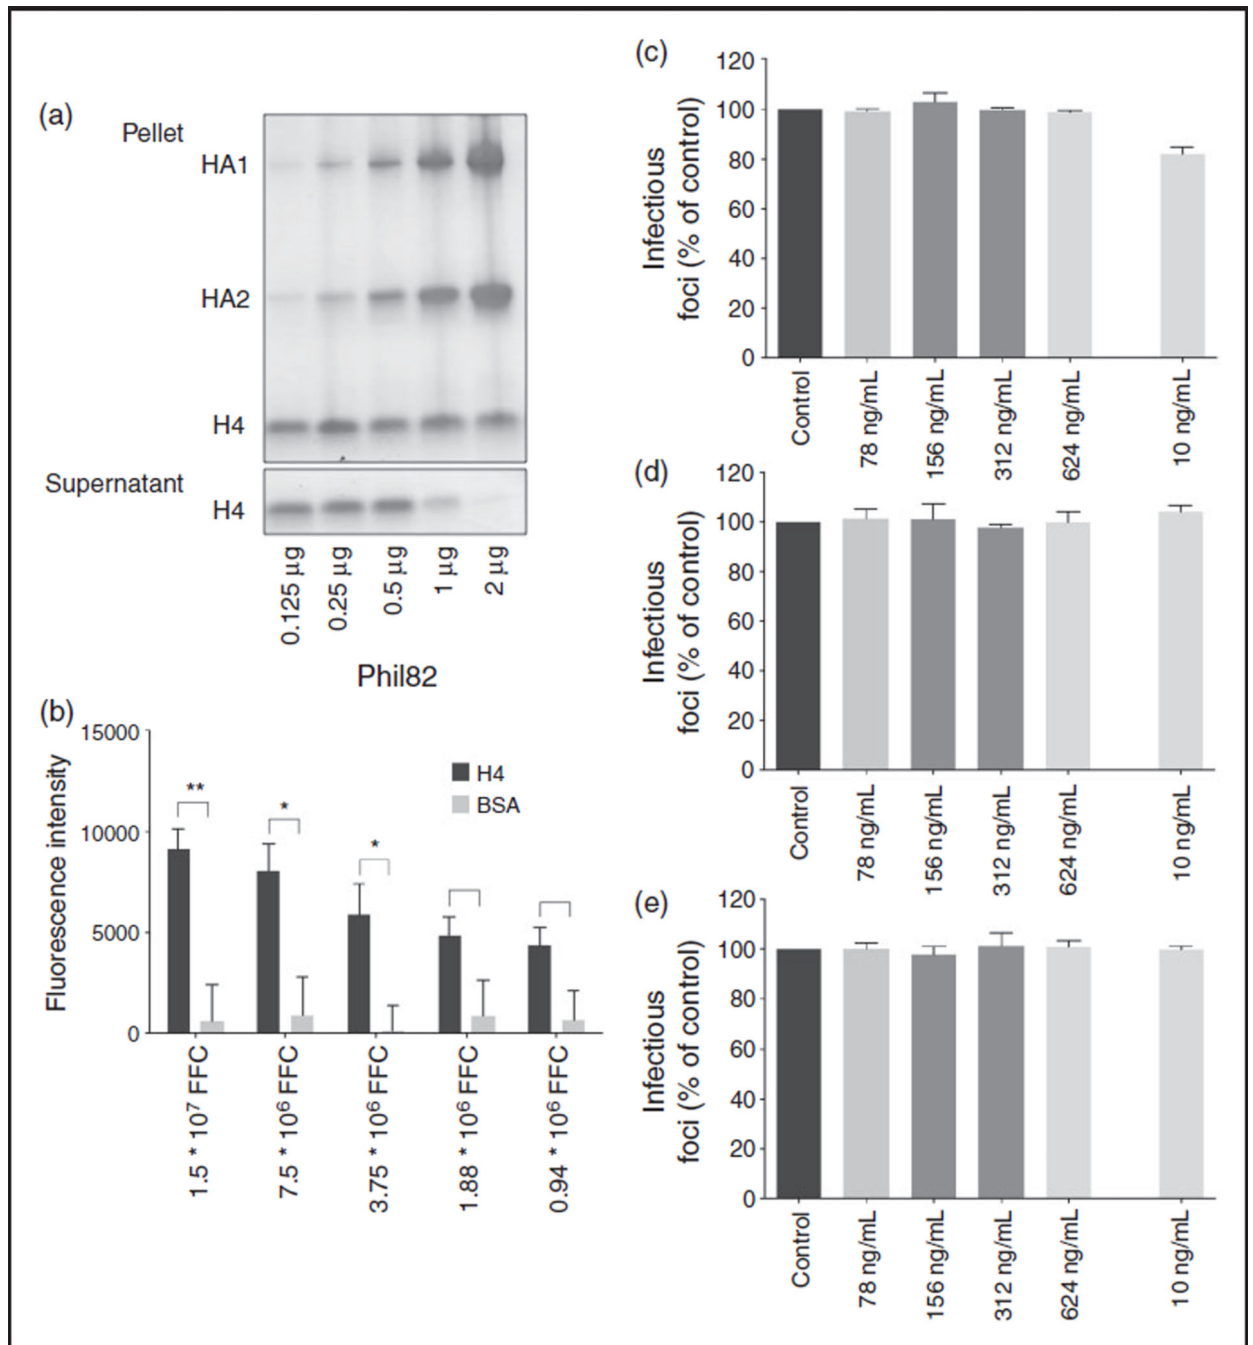 (a)
Pellet
HA1
HA2
H4
Supernatant
H4
0.125 µg
0.25 µg
0.5 µg
1 µg
2 µg
Phil82
(b)
Fluorescence intensity
15000
10000
5000
0
**
*
*
H4
BSA
1.5 * 10⁷ FFC
7.5 * 10⁶ FFC
3.75 * 10⁶ FFC
1.88 * 10⁶ FFC
0.94 * 10⁶ FFC
(c)
Infectious
foci (% of control)
120
100
80
60
40
20
0
Control
78 ng/mL
156 ng/mL
312 ng/mL
624 ng/mL
10 ng/mL
(d)
Infectious
foci (% of control)
120
100
80
60
40
20
0
Control
78 ng/mL
156 ng/mL
312 ng/mL
624 ng/mL
10 ng/mL
(e)
Infectious
foci (% of control)
120
100
80
60
40
20
0
Control
78 ng/mL
156 ng/mL
312 ng/mL
624 ng/mL
10 ng/mL